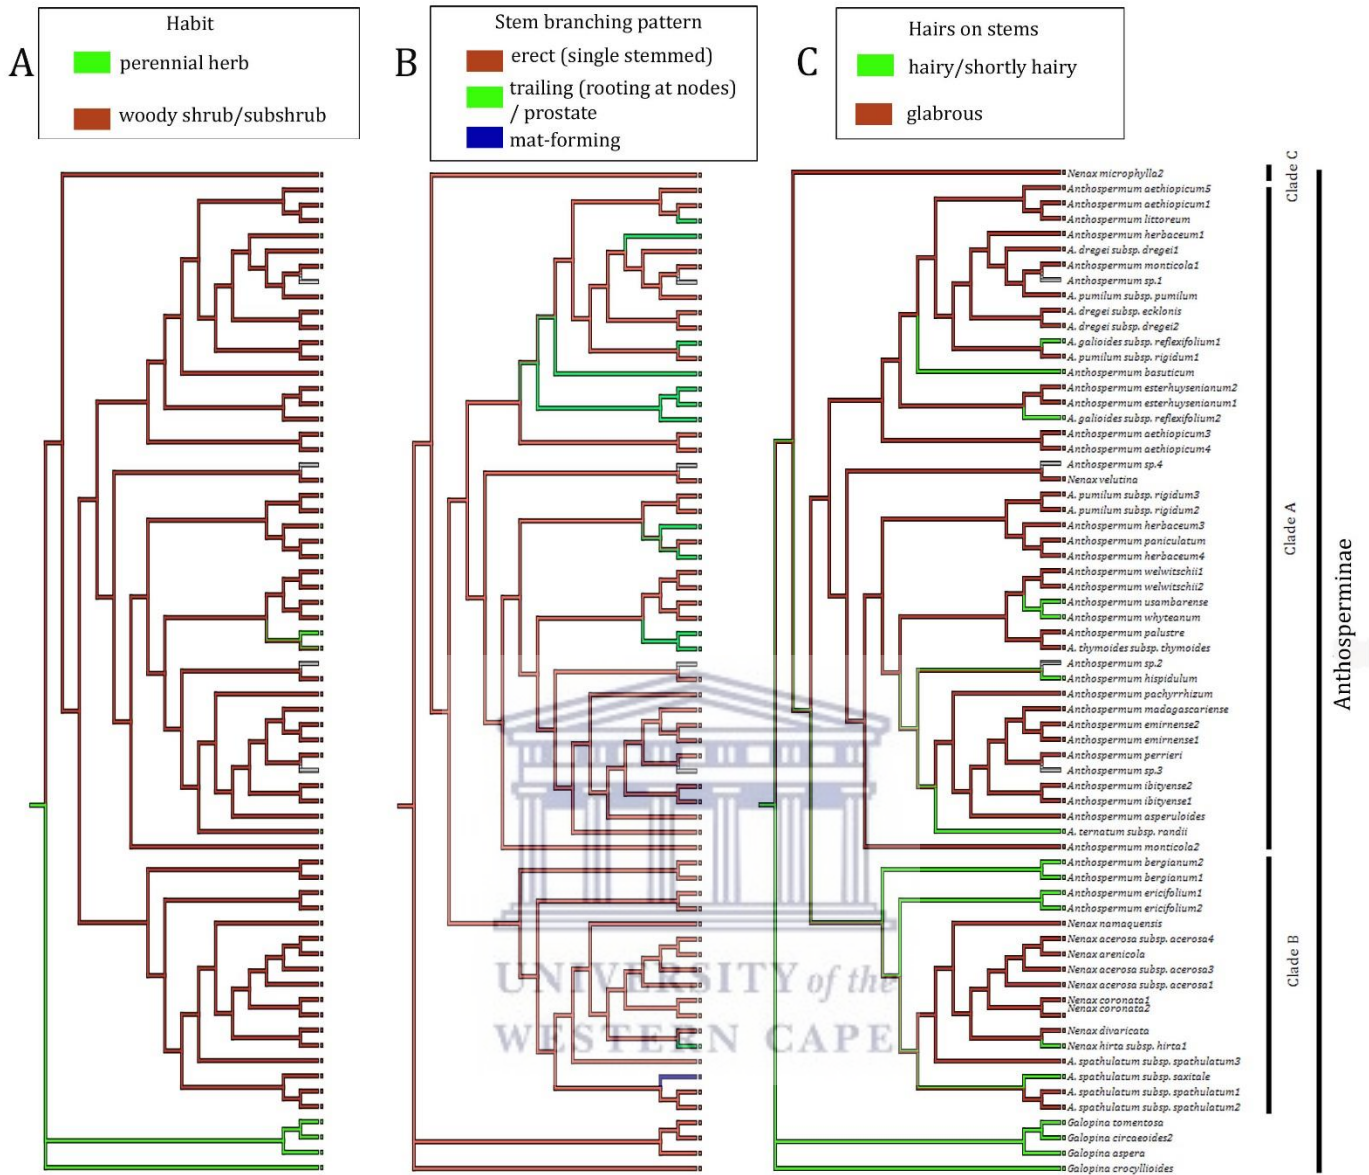 A
Habit
perennial herb
woody shrub/subshrub
B
Stem branching pattern
erect (single stemmed)
trailing (rooting at nodes)
/ prostate
mat-forming
C
Hairs on stems
hairy/shortly hairy
glabrous
Nenax microphylla2
Anthospermum aethiopicum5
Anthospermum aethiopicum1
Anthospermum littoreum
Anthospermum herbaceum1
A. dregei subsp. dregei1
Anthospermum monticola1
Anthospermum sp.1
A. pumilum subsp. pumilum
A. dregei subsp. ecklonis
A. dregei subsp. dregei2
A. galioides subsp. reflexifolium1
A. pumilum subsp. rigidum1
Anthospermum basuticum
Anthospermum esterhuysenianum2
Anthospermum esterhuysenianum1
A. galioides subsp. reflexifolium2
Anthospermum aethiopicum3
Anthospermum aethiopicum4
Anthospermum sp.4
Nenax velutina
A. pumilum subsp. rigidum3
A. pumilum subsp. rigidum2
Anthospermum herbaceum3
Anthospermum paniculatum
Anthospermum herbaceum4
Anthospermum welwitschii1
Anthospermum welwitschii2
Anthospermum usambarense
Anthospermum whyteanum
Anthospermum palustre
A. thymoides subsp. thymoides
Anthospermum sp.2
Anthospermum hispidulum
Anthospermum pachyrrhizum
Anthospermum madagascariense
Anthospermum emirnense2
Anthospermum emirnense1
Anthospermum perrieri
Anthospermum sp.3
Anthospermum ibityense2
Anthospermum ibityense1
Anthospermum asperuloides
A. ternatum subsp. randii
Anthospermum monticola2
Anthospermum bergianum2
Anthospermum bergianum1
Anthospermum ericifolium1
Anthospermum ericifolium2
Nenax namaquensis
Nenax acerosa subsp. acerosa4
Nenax arenicola
Nenax acerosa subsp. acerosa3
Nenax acerosa subsp. acerosa1
Nenax coronata1
Nenax coronata2
Nenax divaricata
Nenax hirta subsp. hirta1
A. spathulatum subsp. spathulatum3
A. spathulatum subsp. saxitale
A. spathulatum subsp. spathulatum1
A. spathulatum subsp. spathulatum2
Galopina tomentosa
Galopina circaeoides2
Galopina aspera
Galopina crocyllioides
Clade C
Clade A
Clade B
Anthosperminae
UNIVERSITY of the
WESTERN CAPE